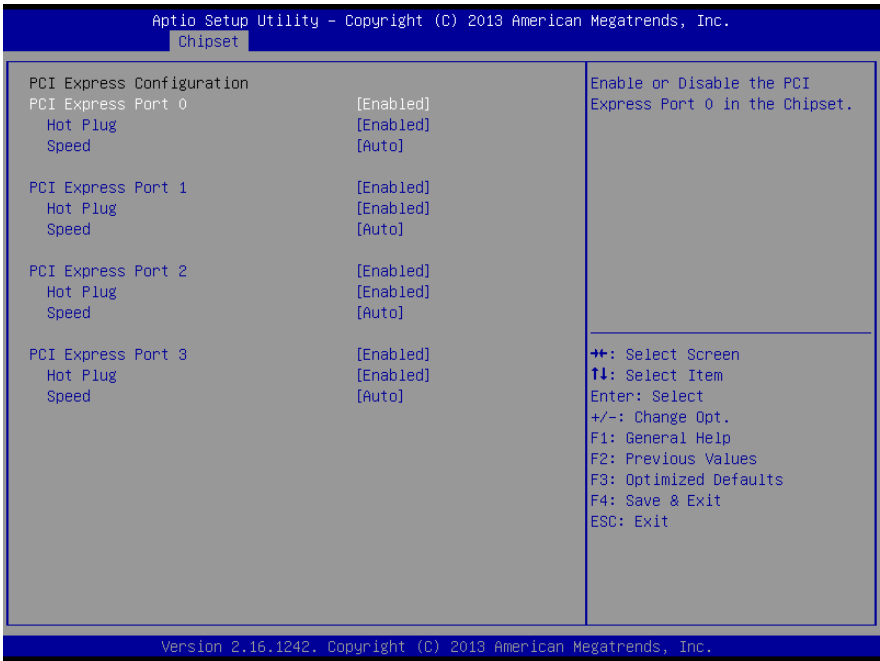 Aptio Setup Utility – Copyright (C) 2013 American Megatrends, Inc.
Chipset
PCI Express Configuration
PCI Express Port 0 [Enabled]
Hot Plug [Enabled]
Speed [Auto]
PCI Express Port 1 [Enabled]
Hot Plug [Enabled]
Speed [Auto]
PCI Express Port 2 [Enabled]
Hot Plug [Enabled]
Speed [Auto]
PCI Express Port 3 [Enabled]
Hot Plug [Enabled]
Speed [Auto]
Enable or Disable the PCI
Express Port 0 in the Chipset.
→←: Select Screen
↑↓: Select Item
Enter: Select
+/-: Change Opt.
F1: General Help
F2: Previous Values
F3: Optimized Defaults
F4: Save & Exit
ESC: Exit
Version 2.16.1242. Copyright (C) 2013 American Megatrends, Inc.